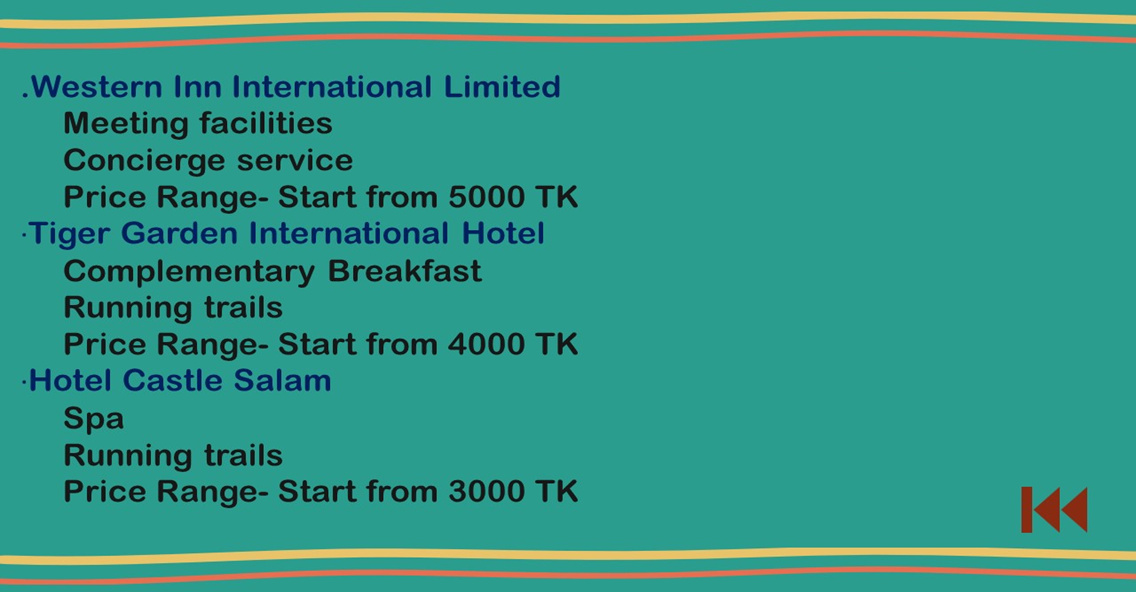 .Western Inn International Limited
Meeting facilities
Concierge service
Price Range- Start from 5000 TK
·Tiger Garden International Hotel
Complementary Breakfast
Running trails
Price Range- Start from 4000 TK
·Hotel Castle Salam
Spa
Running trails
Price Range- Start from 3000 TK